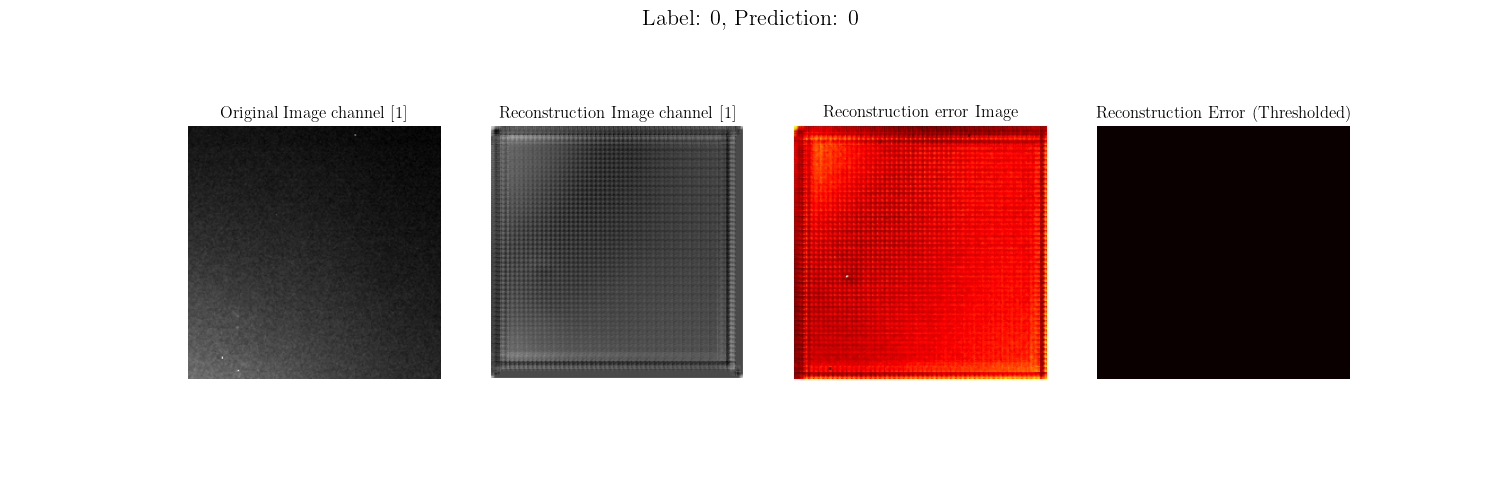 Label: 0, Prediction: 0
Original Image channel [1]
Reconstruction Image channel [1]
Reconstruction error Image
Reconstruction Error (Thresholded)